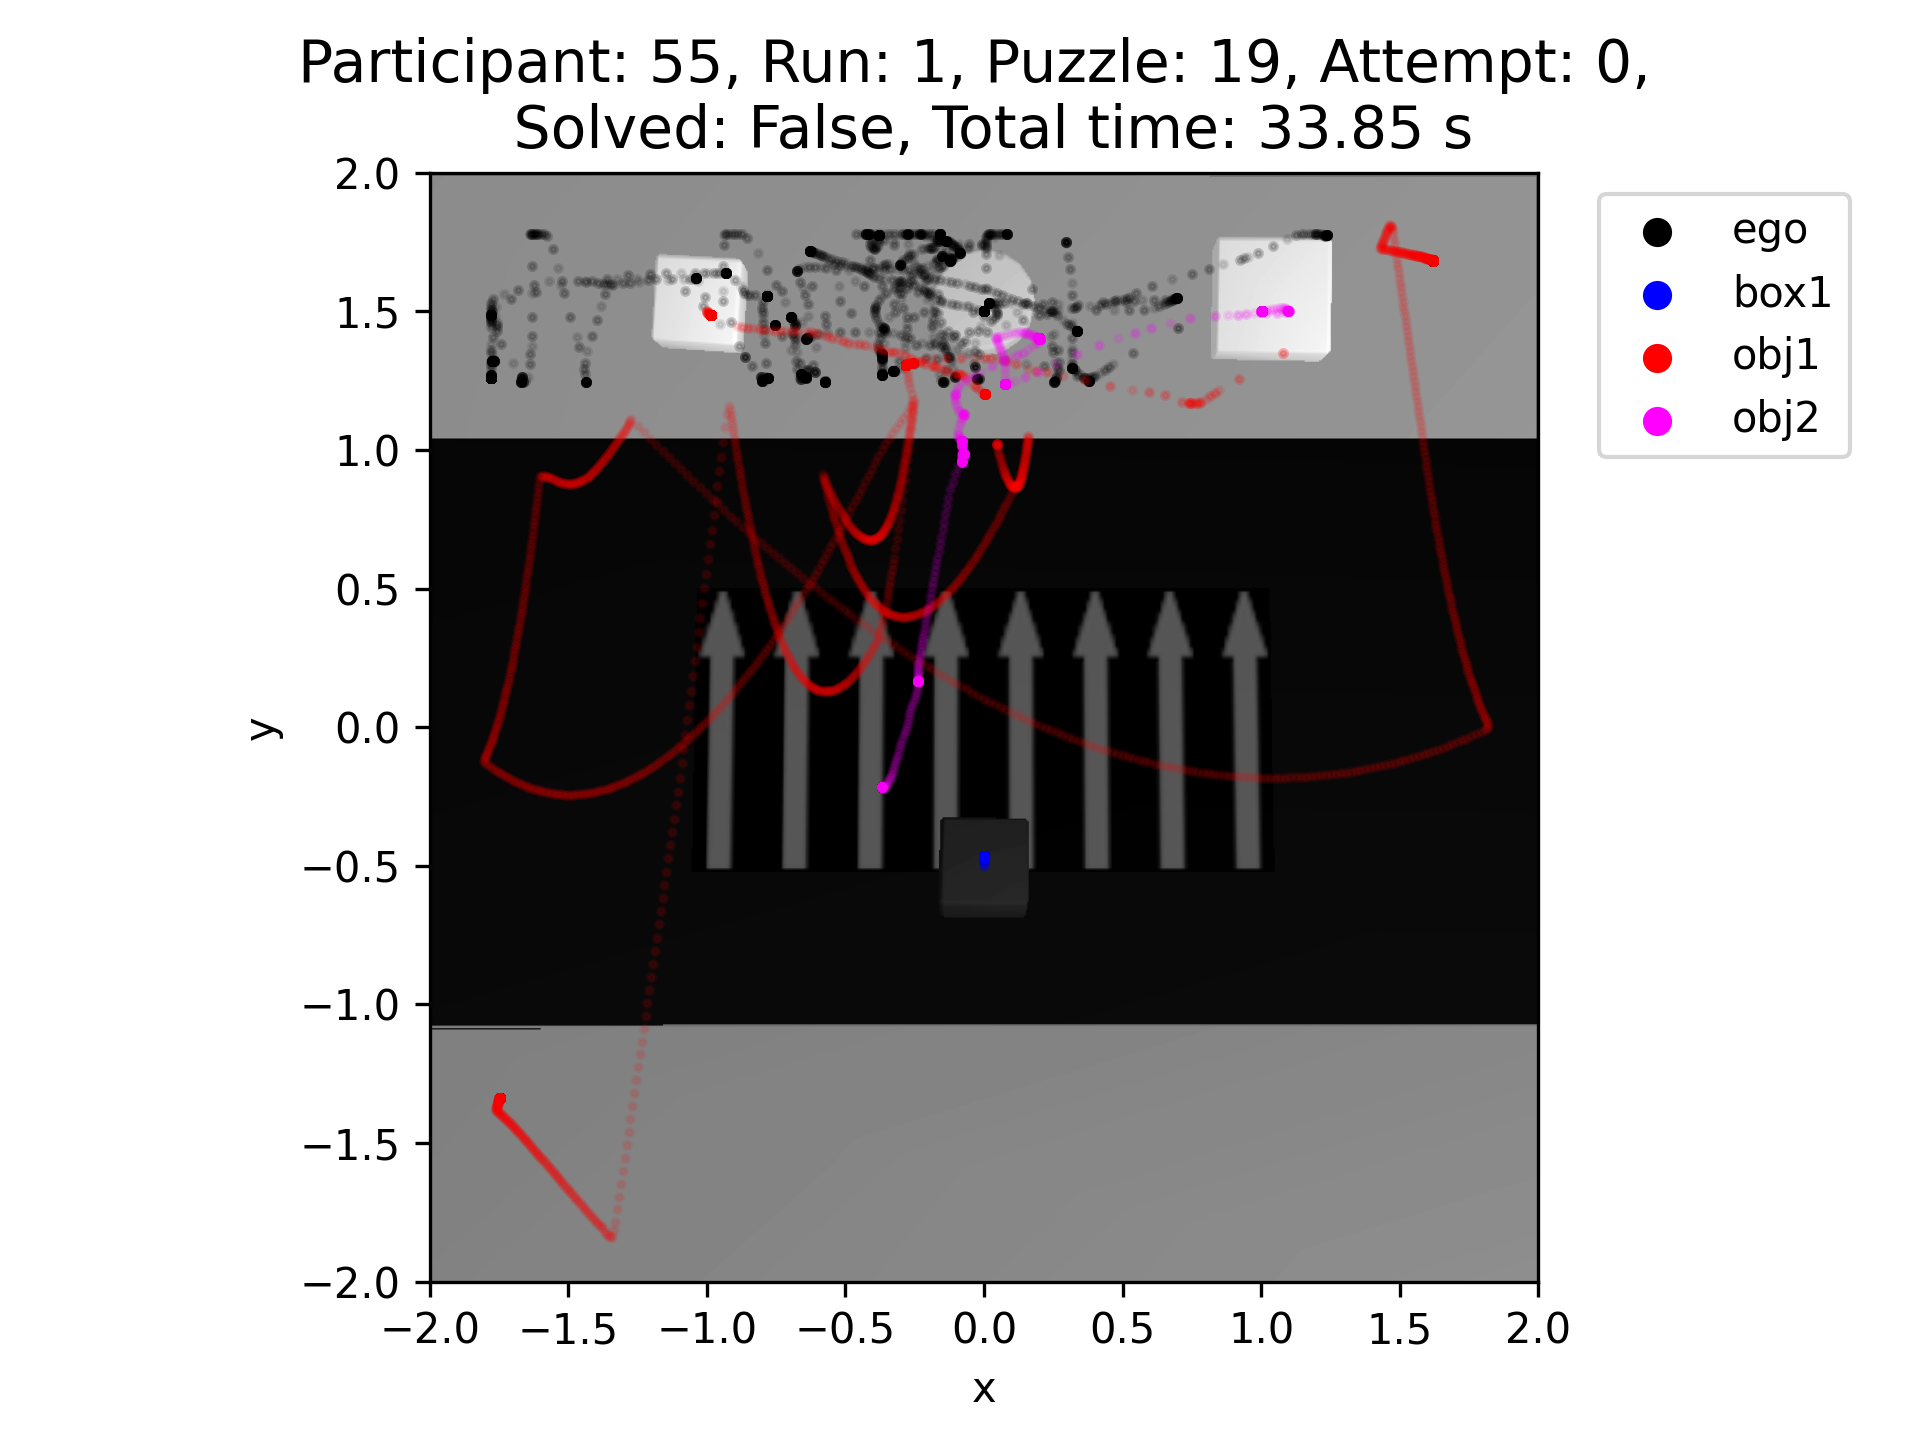 Participant: 55, Run: 1, Puzzle: 19, Attempt: 0,
Solved: False, Total time: 33.85 s
2.0
1.5
1.0
0.5
0.0
−0.5
−1.0
−1.5
−2.0
y
−2.0 −1.5 −1.0 −0.5 0.0 0.5 1.0 1.5 2.0
x
ego
box1
obj1
obj2